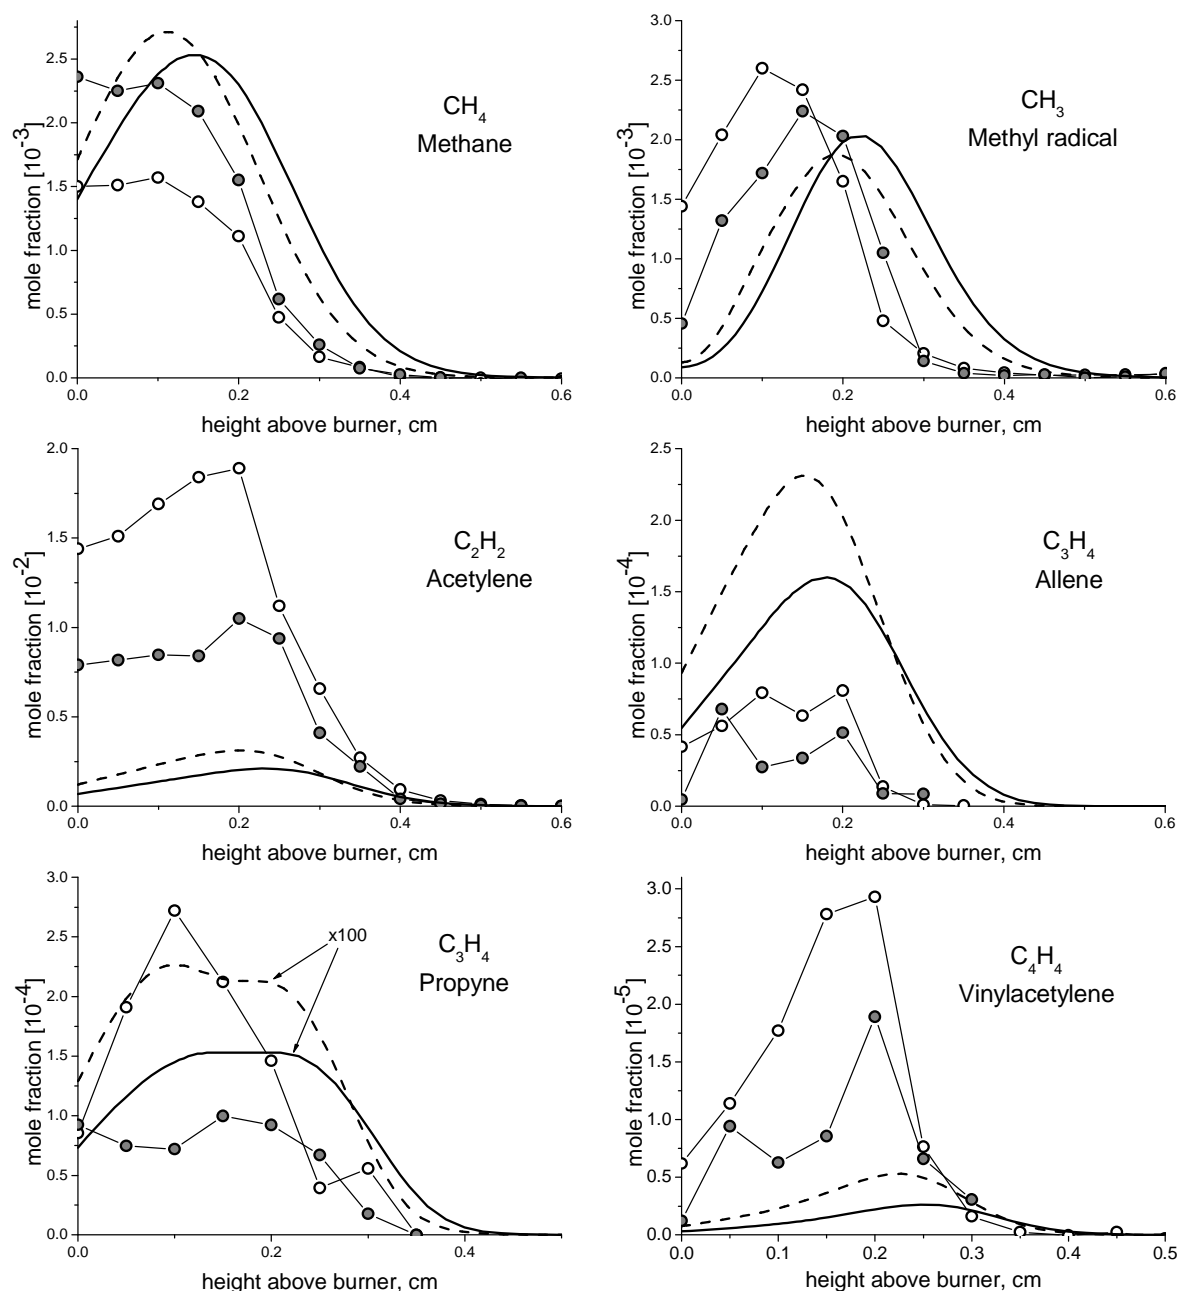 CH4
Methane
mole fraction [10-3]
2.5
2.0
1.5
1.0
0.5
0.0
0.0 0.2 0.4 0.6
height above burner, cm
CH3
Methyl radical
mole fraction [10-3]
3.0
2.5
2.0
1.5
1.0
0.5
0.0
0.0 0.2 0.4 0.6
height above burner, cm
C2H2
Acetylene
mole fraction [10-2]
2.0
1.5
1.0
0.5
0.0
0.0 0.2 0.4 0.6
height above burner, cm
C3H4
Allene
mole fraction [10-4]
2.5
2.0
1.5
1.0
0.5
0.0
0.0 0.2 0.4 0.6
height above burner, cm
x100
C3H4
Propyne
mole fraction [10-4]
3.0
2.5
2.0
1.5
1.0
0.5
0.0
0.0 0.2 0.4
height above burner, cm
C4H4
Vinylacetylene
mole fraction [10-5]
3.0
2.5
2.0
1.5
1.0
0.5
0.0
0.0 0.1 0.2 0.3 0.4 0.5
height above burner, cm